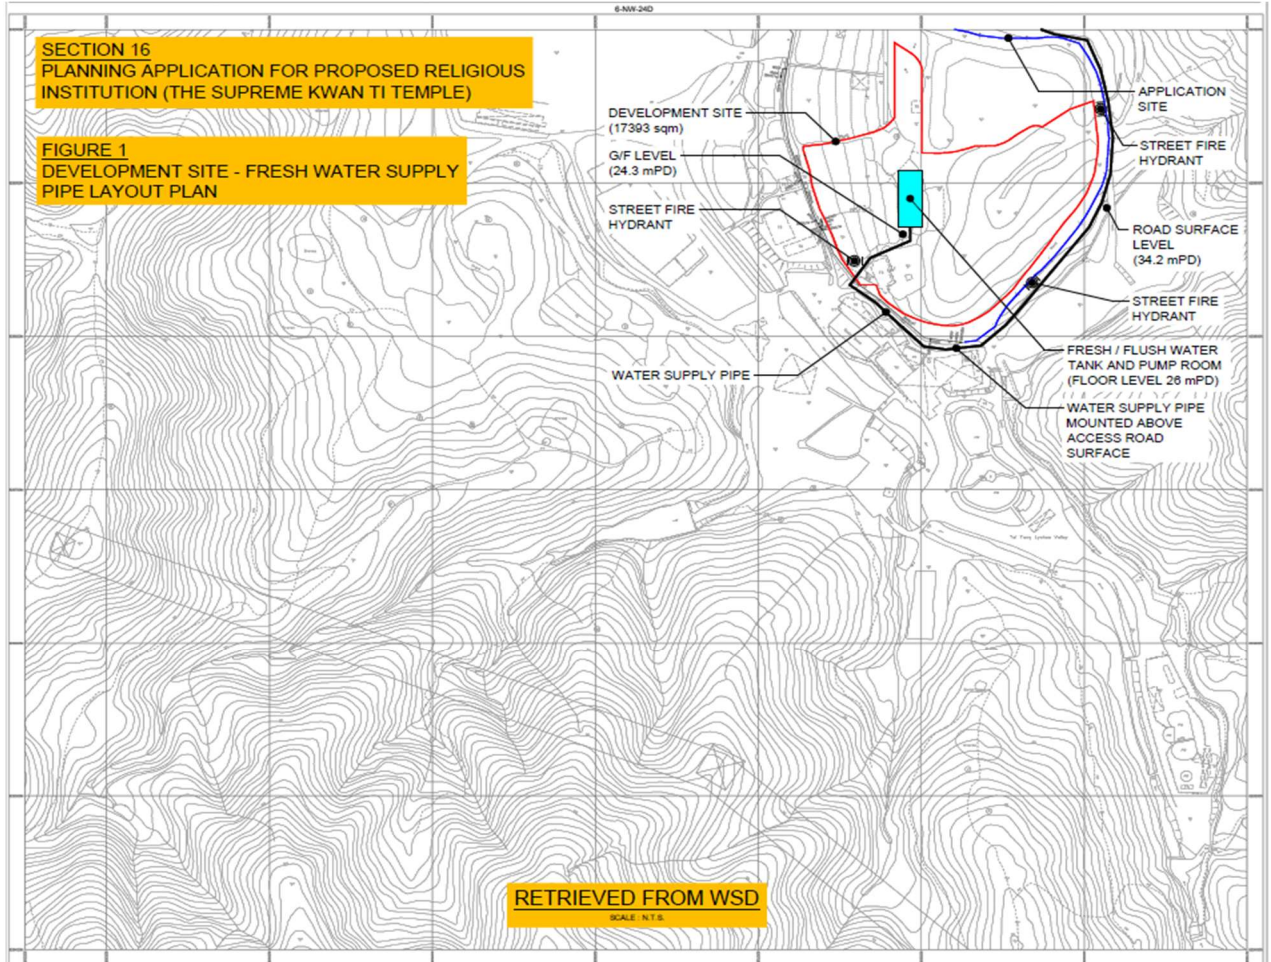 6-NW-24D
SECTION 16
PLANNING APPLICATION FOR PROPOSED RELIGIOUS
INSTITUTION (THE SUPREME KWAN TI TEMPLE)
FIGURE 1
DEVELOPMENT SITE - FRESH WATER SUPPLY
PIPE LAYOUT PLAN
DEVELOPMENT SITE
(17393 sqm)
G/F LEVEL
(24.3 mPD)
STREET FIRE
HYDRANT
WATER SUPPLY PIPE
APPLICATION
SITE
STREET FIRE
HYDRANT
ROAD SURFACE
LEVEL
(34.2 mPD)
STREET FIRE
HYDRANT
FRESH / FLUSH WATER
TANK AND PUMP ROOM
(FLOOR LEVEL 26 mPD)
WATER SUPPLY PIPE
MOUNTED ABOVE
ACCESS ROAD
SURFACE
RETRIEVED FROM WSD
SCALE : N.T.S.